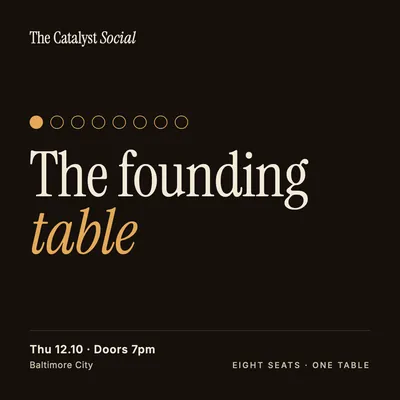 The Catalyst Social
The founding
table
Thu 12.10 · Doors 7pm
Baltimore City
EIGHT SEATS · ONE TABLE